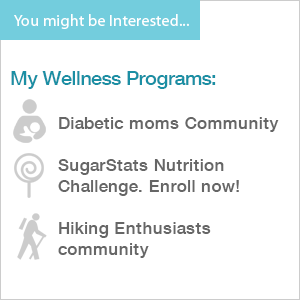 You might be Interested...
My Wellness Programs:
Diabetic moms Community
SugarStats Nutrition
Challenge. Enroll now!
Hiking Enthusiasts
community